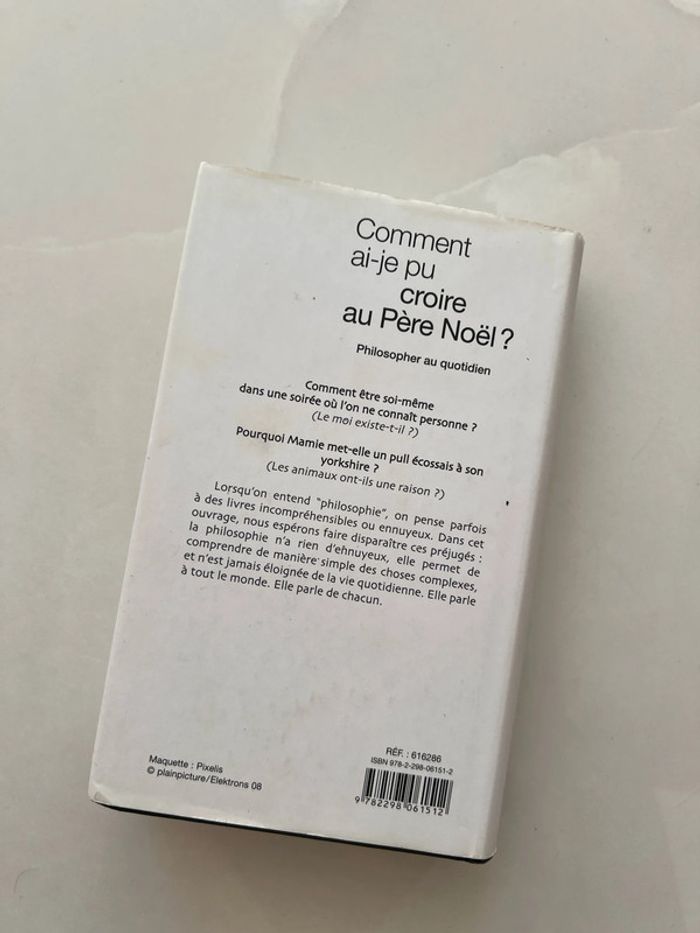 Comment
ai-je pu
croire
au Père Noël ?
Philosopher au quotidien
Comment être soi-même
dans une soirée où l'on ne connaît personne ?
(Le moi existe-t-il ?)
Pourquoi Mamie met-elle un pull écossais à son
yorkshire ?
(Les animaux ont-ils une raison ?)
Lorsqu'on entend "philosophie", on pense parfois
à des livres incompréhensibles ou ennuyeux. Dans cet
ouvrage, nous espérons faire disparaître ces préjugés :
la philosophie n'a rien d'ennuyeux, elle permet de
comprendre de manière simple des choses complexes,
et n'est jamais éloignée de la vie quotidienne. Elle parle
à tout le monde. Elle parle de chacun.
Maquette : Pixelis
© plainpicture/Elektrons 08
RÉF. : 616286
ISBN 978-2-298-06151-2
9 782298 061512